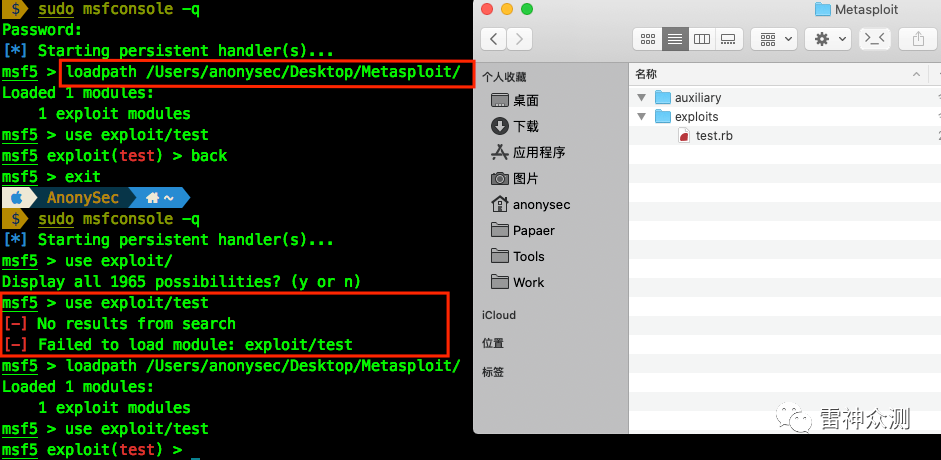 $ sudo msfconsole -q
Password:
[*] Starting persistent handler(s)...
msf5 > loadpath /Users/anonysec/Desktop/Metasploit/
Loaded 1 modules:
    1 exploit modules
msf5 > use exploit/test
msf5 exploit(test) > back
msf5 > exit
AnonySec ~
$ sudo msfconsole -q
[*] Starting persistent handler(s)...
msf5 > use exploit/
Display all 1965 possibilities? (y or n)
msf5 > use exploit/test
[-] No results from search
[-] Failed to load module: exploit/test
msf5 > loadpath /Users/anonysec/Desktop/Metasploit/
Loaded 1 modules:
    1 exploit modules
msf5 > use exploit/test
msf5 exploit(test) >
Metasploit
个人收藏
桌面
下载
应用程序
图片
anonysec
Papaer
Tools
Work
iCloud
位置
标签
名称
auxiliary
exploits
test.rb
雷神众测